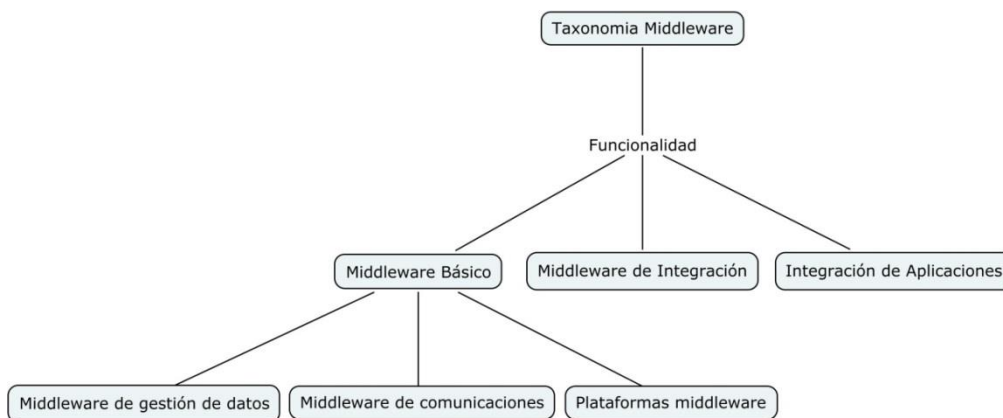 Taxonomia Middleware
Funcionalidad
Middleware Básico
Middleware de Integración
Integración de Aplicaciones
Middleware de gestión de datos
Middleware de comunicaciones
Plataformas middleware